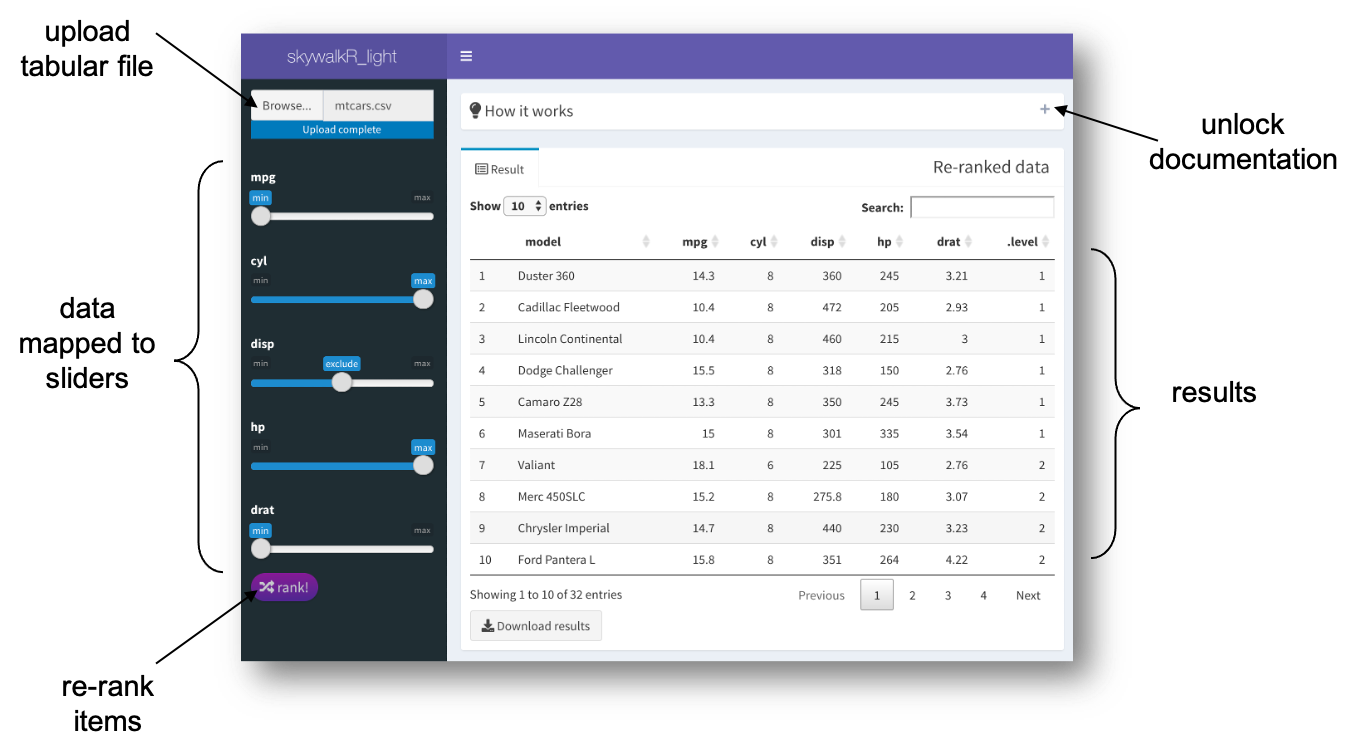 upload
tabular file
skywalkR_light
Browse... mtcars.csv
Upload complete
How it works +
unlock
documentation
data
mapped to
sliders
mpg
min max
cyl
min max
disp
min exclude max
hp
min max
drat
min max
rank!
re-rank
items
Result Re-ranked data
Show 10 entries Search:
model mpg cyl disp hp drat .level
1 Duster 360 14.3 8 360 245 3.21 1
2 Cadillac Fleetwood 10.4 8 472 205 2.93 1
3 Lincoln Continental 10.4 8 460 215 3 1
4 Dodge Challenger 15.5 8 318 150 2.76 1
5 Camaro Z28 13.3 8 350 245 3.73 1
6 Maserati Bora 15 8 301 335 3.54 1
7 Valiant 18.1 6 225 105 2.76 2
8 Merc 450SLC 15.2 8 275.8 180 3.07 2
9 Chrysler Imperial 14.7 8 440 230 3.23 2
10 Ford Pantera L 15.8 8 351 264 4.22 2
Showing 1 to 10 of 32 entries Previous 1 2 3 4 Next
Download results
results